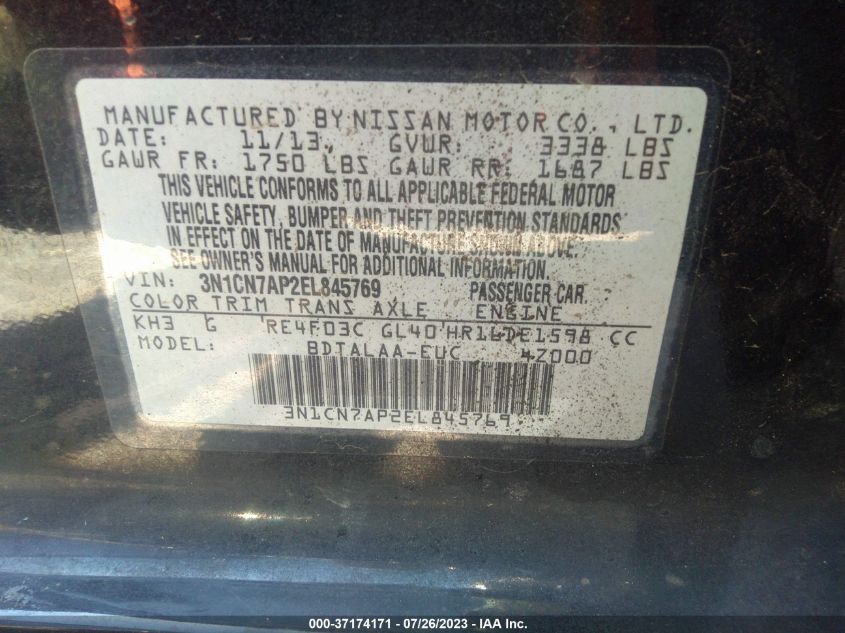 MANUFACTURED BY NISSAN MOTOR CO., LTD.
DATE: 11/13 GVWR: 3338 LBS
GAWR FR: 1750 LBS GAWR RR: 1687 LBS
THIS VEHICLE CONFORMS TO ALL APPLICABLE FEDERAL MOTOR
VEHICLE SAFETY, BUMPER AND THEFT PREVENTION STANDARDS
IN EFFECT ON THE DATE OF MANUFACTURE SHOWN ABOVE.
SEE OWNER'S MANUAL FOR ADDITIONAL INFORMATION.
VIN: 3N1CN7AP2EL845769 PASSENGER CAR
COLOR TRIM TRANS AXLE ENGINE
KH3 G RE4F03C GL40 HR16DE1598 CC
MODEL: BDTALAA-EUC 4Z000
3N1CN7AP2EL845769
000-37174171 - 07/26/2023 - IAA Inc.